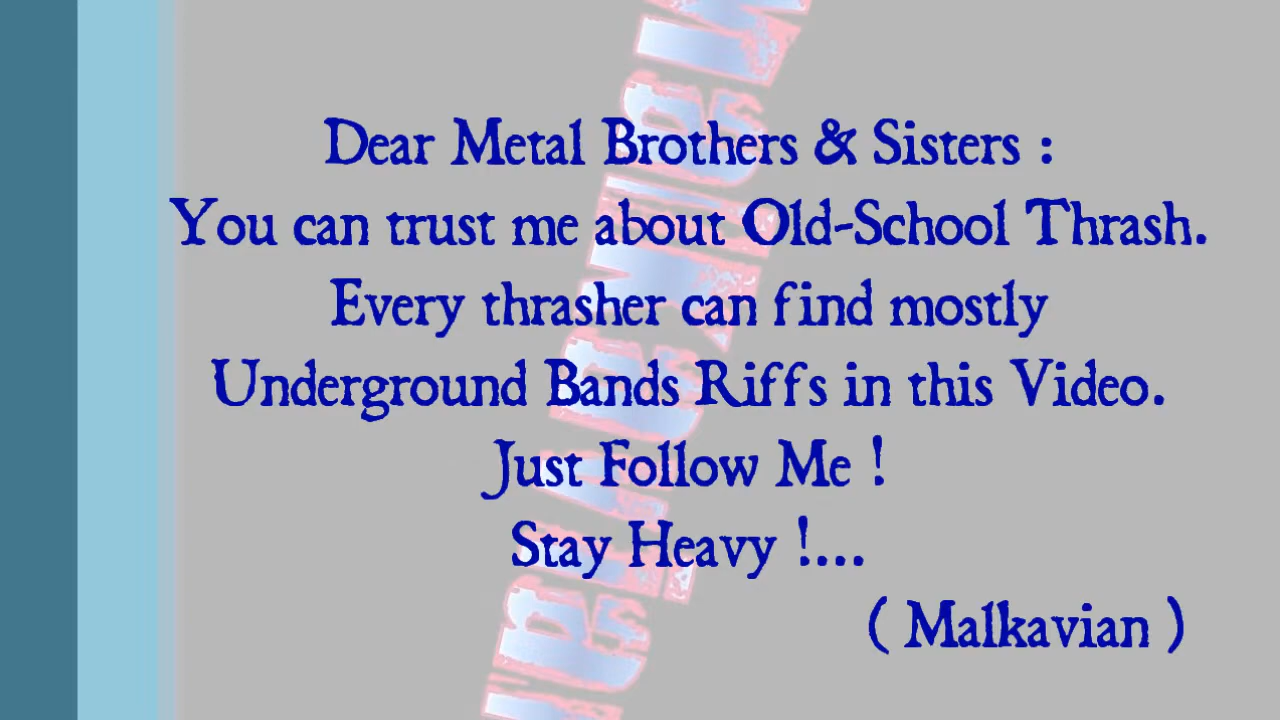 Dear Metal Brothers & Sisters :
You can trust me about Old-School Thrash.
Every thrasher can find mostly
Underground Bands Riffs in this Video.
Just Follow Me !
Stay Heavy !...
( Malkavian )